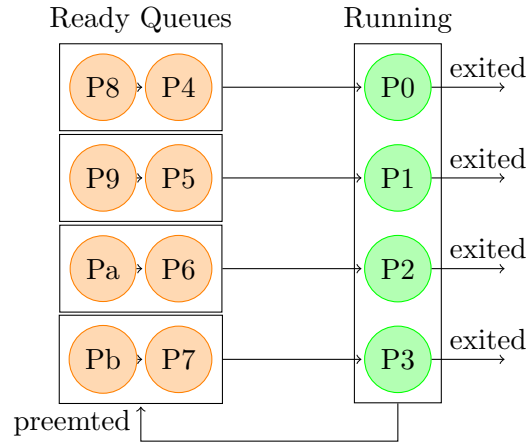 Ready Queues Running
P8 P4 P0 exited
P9 P5 P1 exited
Pa P6 P2 exited
Pb P7 P3 exited
preemted